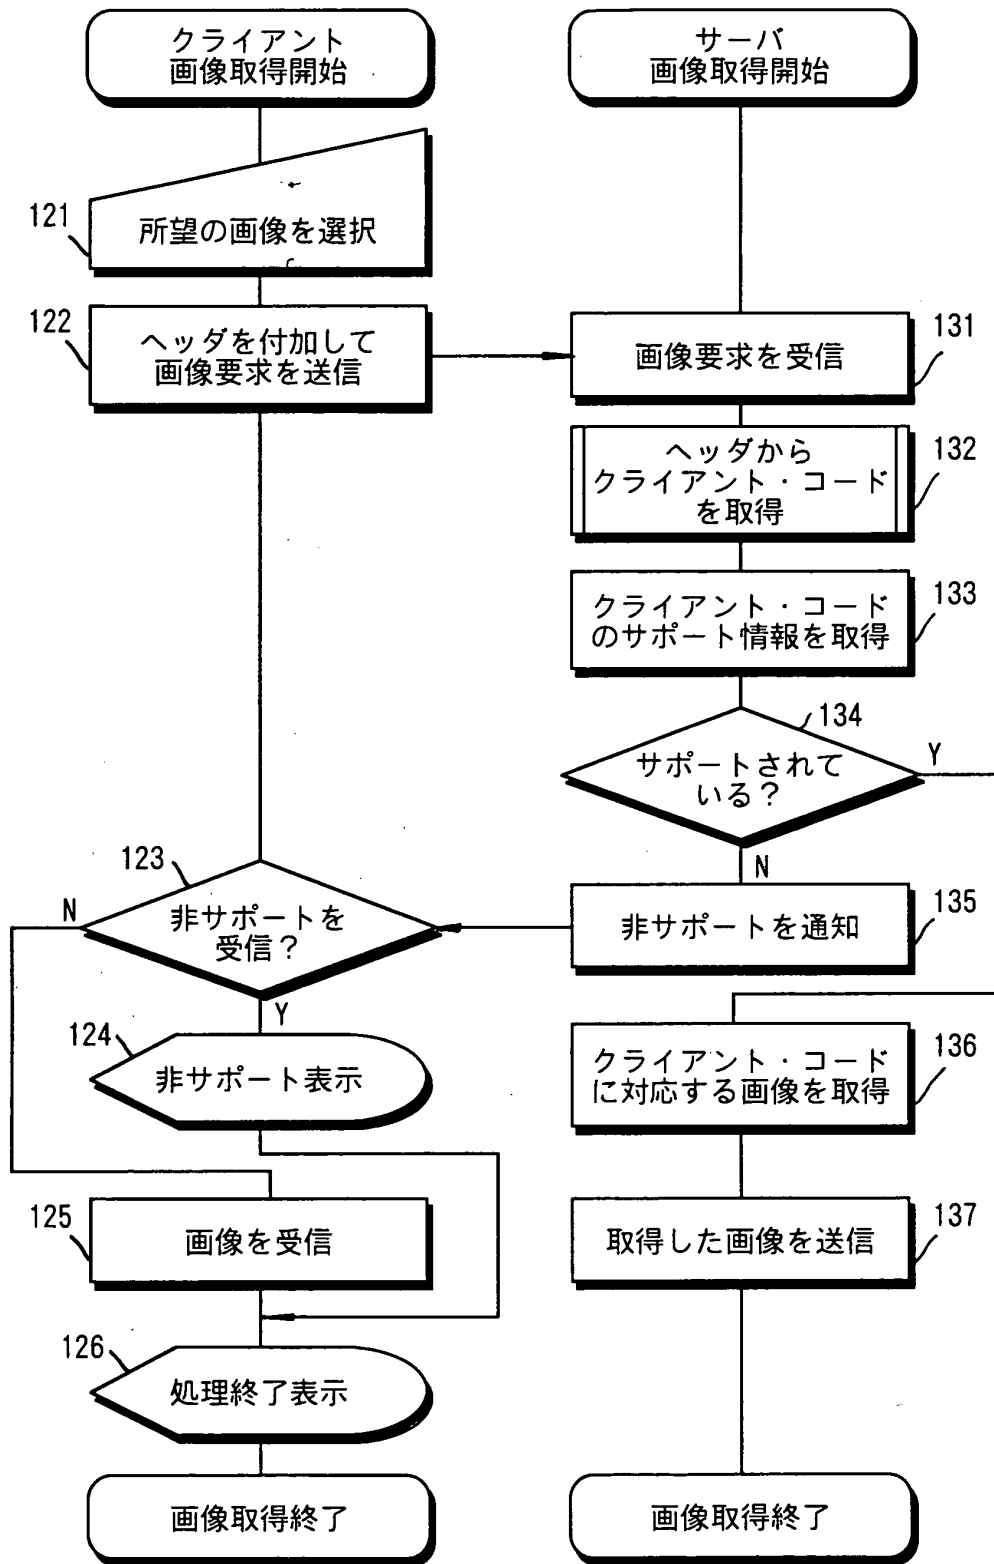 クライアント
画像取得開始
121
所望の画像を選択
122
ヘッダを付加して
画像要求を送信
123
N
非サポートを
受信?
Y
124
非サポート表示
125
画像を受信
126
処理終了表示
画像取得終了
サーバ
画像取得開始
131
画像要求を受信
132
ヘッダから
クライアント・コード
を取得
133
クライアント・コード
のサポート情報を取得
134
Y
サポートされて
いる?
N
135
非サポートを通知
136
クライアント・コード
に対応する画像を取得
137
取得した画像を送信
画像取得終了